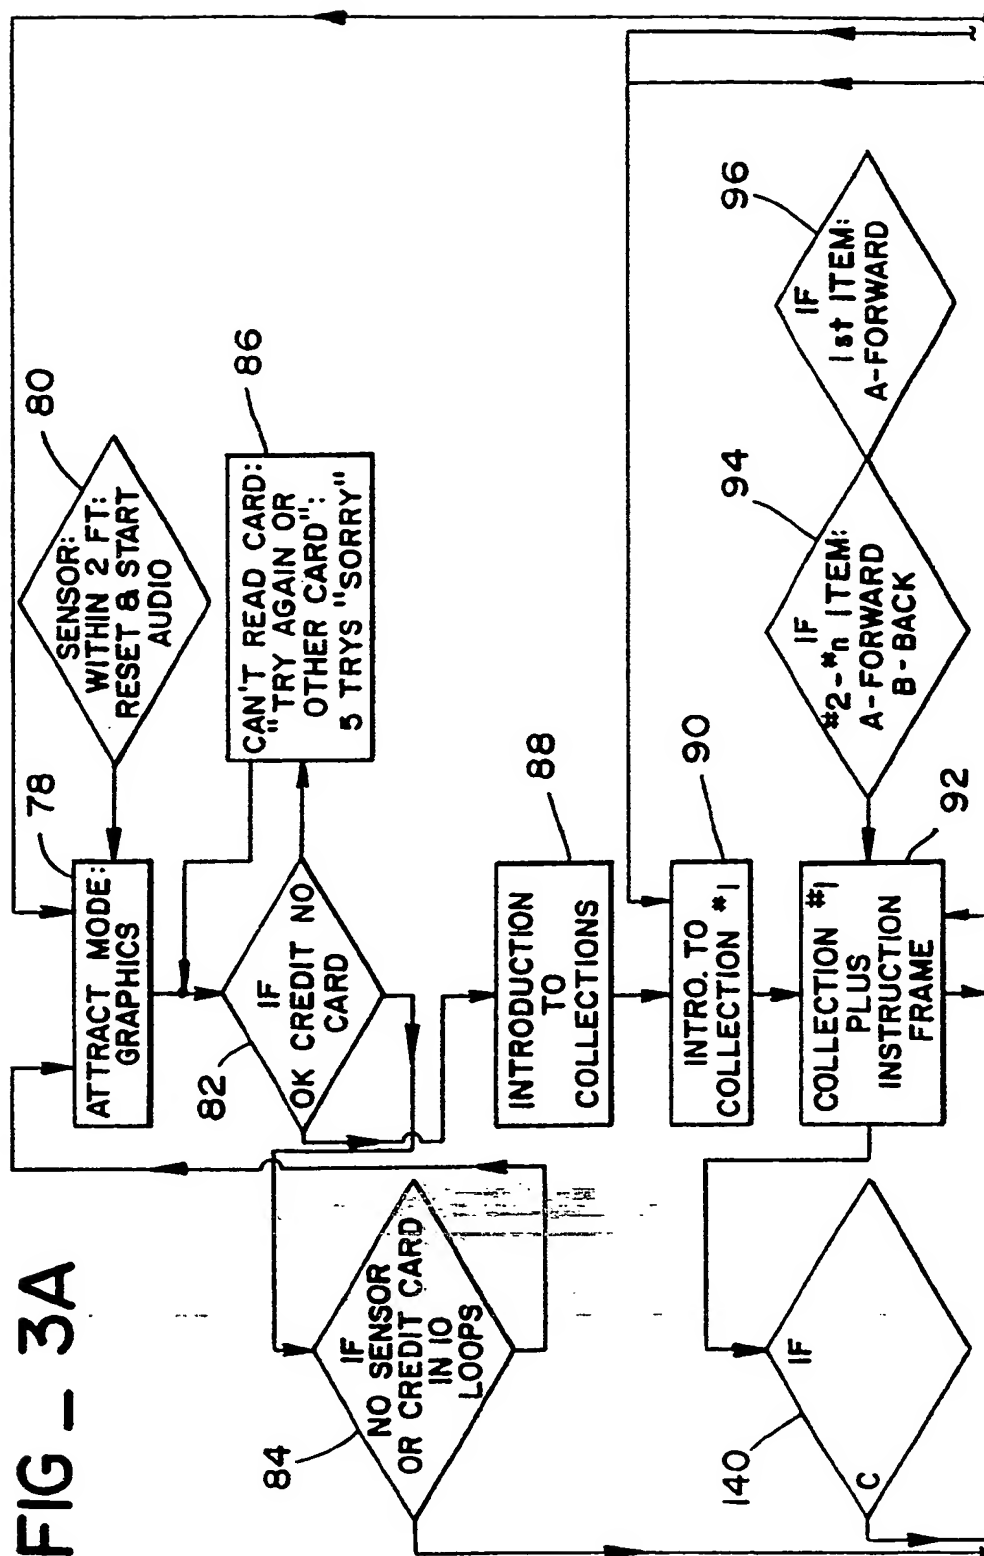 FIG_3A
80
SENSOR:
WITHIN 2 FT:
RESET & START
AUDIO
78
ATTRACT MODE:
GRAPHICS
86
CAN'T READ CARD:
"TRY AGAIN OR
OTHER CARD":
5 TRYS "SORRY"
82
IF
OK CREDIT NO
CARD
84
IF
NO SENSOR
OR CREDIT CARD
IN 10
LOOPS
88
INTRODUCTION
TO
COLLECTIONS
90
INTRO. TO
COLLECTION #1
96
IF
1st ITEM:
A-FORWARD
94
IF
#2-#n ITEM:
A-FORWARD
B-BACK
92
COLLECTION #1
PLUS
INSTRUCTION
FRAME
140
IF
C